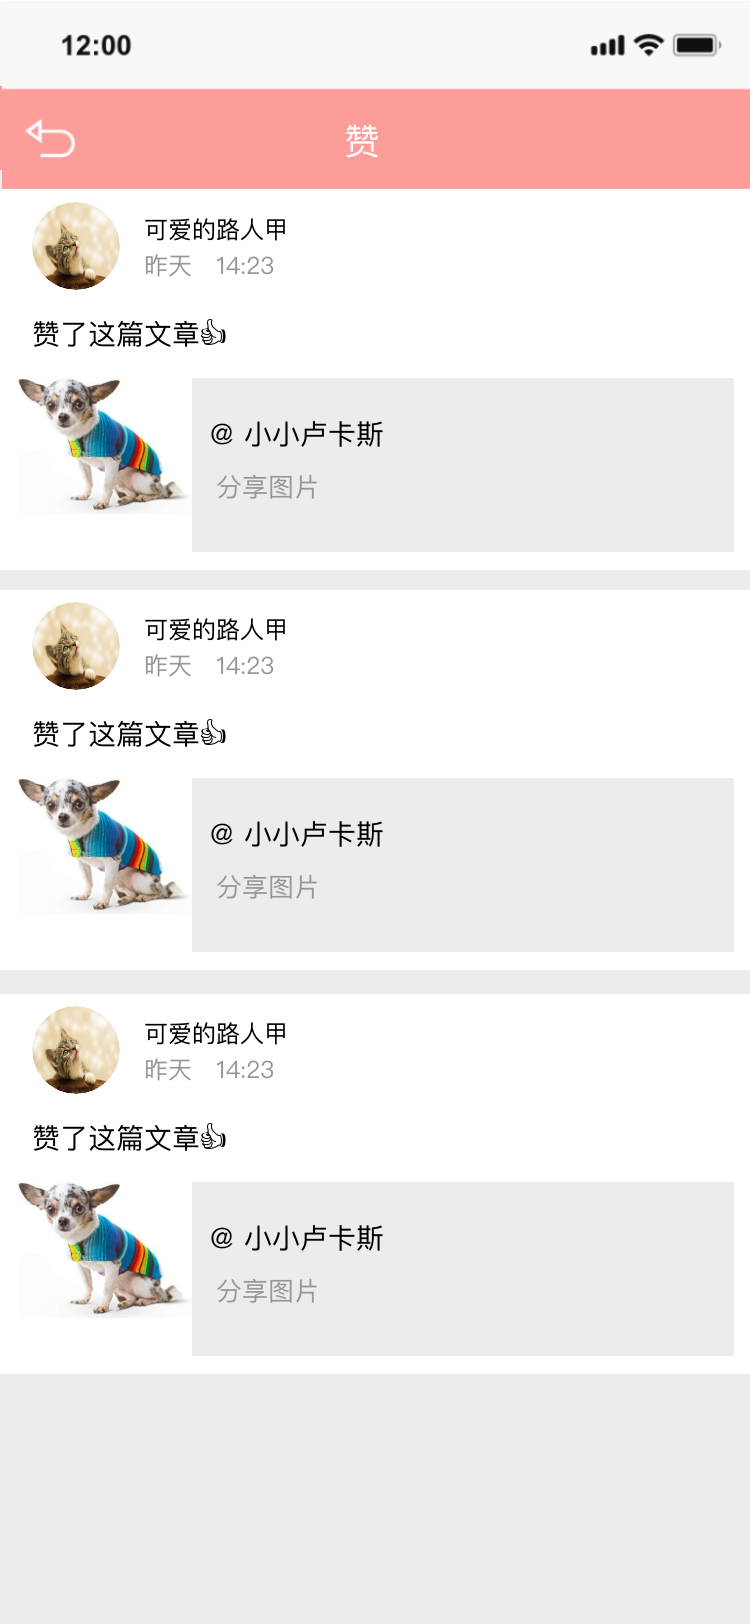 12:00
赞
可爱的路人甲
昨天 14:23
赞了这篇文章👍
@ 小小卢卡斯
分享图片
可爱的路人甲
昨天 14:23
赞了这篇文章👍
@ 小小卢卡斯
分享图片
可爱的路人甲
昨天 14:23
赞了这篇文章👍
@ 小小卢卡斯
分享图片